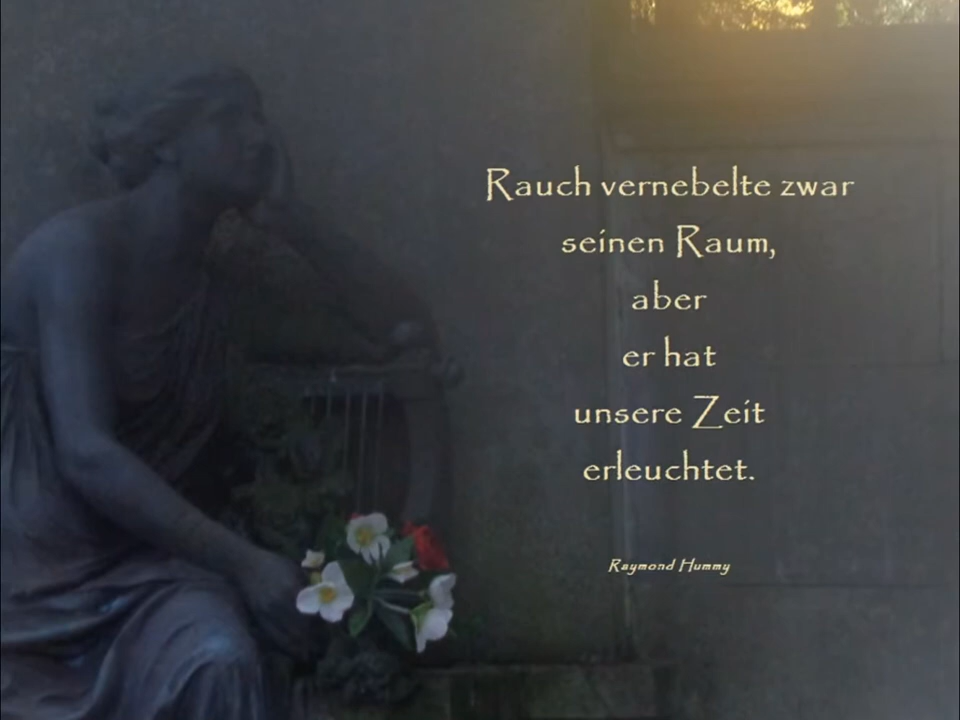 Rauch vernebelte zwar
seinen Raum,
aber
er hat
unsere Zeit
erleuchtet.
Raymond Hummy